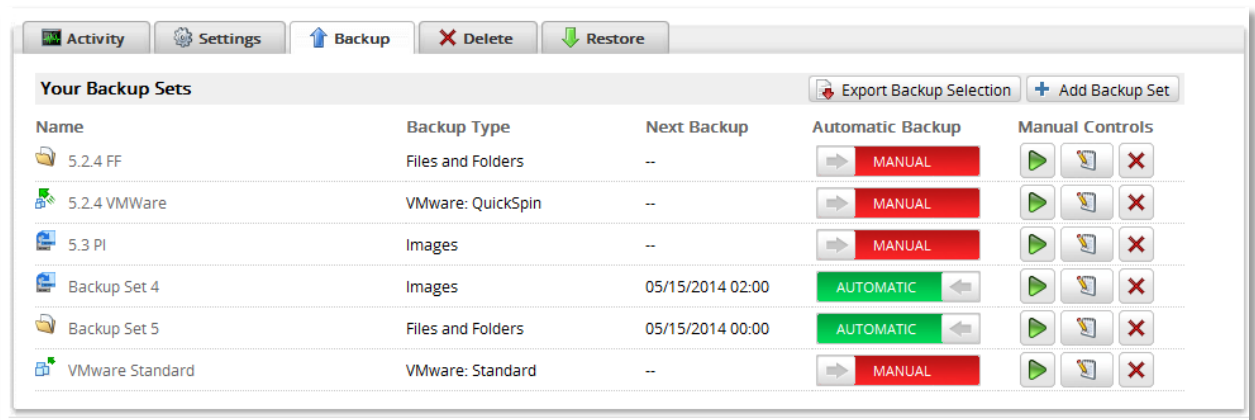 Activity Settings Backup Delete Restore
Your Backup Sets Export Backup Selection Add Backup Set
Name Backup Type Next Backup Automatic Backup Manual Controls
5.2.4 FF Files and Folders -- MANUAL
5.2.4 VMWare VMware: QuickSpin -- MANUAL
5.3 PI Images -- MANUAL
Backup Set 4 Images 05/15/2014 02:00 AUTOMATIC
Backup Set 5 Files and Folders 05/15/2014 00:00 AUTOMATIC
VMware Standard VMware: Standard -- MANUAL